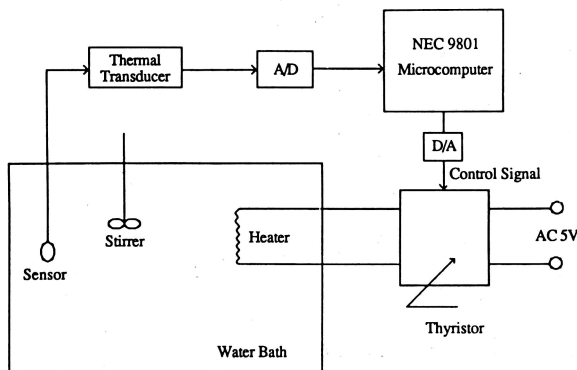 NEC 9801
Microcomputer
Thermal
Transducer
A/D
D/A
Control Signal
Stirrer
Heater
AC 5V
Sensor
Thyristor
Water Bath